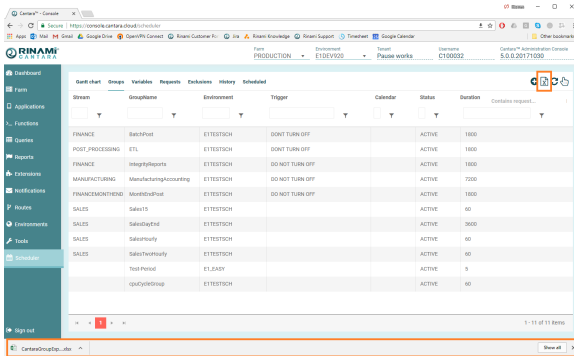 Cantara™ - Console
Secure | https://console.cantara.cloud/scheduler
Apps Mail Gmail Google Drive OpenVPN Connect Rinami Customer Por Jira Rinami Knowledge Rinami Support Timesheet Google Calender Other bookmarks
RINAMI CANTARA
Farm Environment Tenant Username Cantara™ Administration Console
PRODUCTION E1DEV920 Pause works C100032 5.0.0.20171030
Dashboard
Farm
Applications
Functions
Queries
Reports
Extensions
Notifications
Routes
Environments
Tools
Scheduler
Sign out
Gantt chart Groups Variables Requests Exclusions History Scheduled
Stream GroupName Environment Trigger Calendar Status Duration Contains request...
FINANCE BatchPost E1TESTSCH DONT TURN OFF ACTIVE 1800
POST_PROCESSING ETL E1TESTSCH DONT TURN OFF ACTIVE 1800
FINANCE IntegrityReports E1TESTSCH DO NOT TURN OFF ACTIVE 1800
MANUFACTURING ManufacturingAccounting E1TESTSCH DO NOT TURN OFF ACTIVE 7200
FINANCEMONTHEND MonthEndPost E1TESTSCH DO NOT TURN OFF ACTIVE 1800
SALES Sales15 E1TESTSCH ACTIVE 60
SALES SalesDayEnd E1TESTSCH ACTIVE 3600
SALES SalesHourly E1TESTSCH ACTIVE 60
SALES SalesTwoHourly E1TESTSCH ACTIVE 60
Test-Period E1_EASY ACTIVE 5
cpuCycleGroup E1TESTSCH ACTIVE 60
1
1 - 11 of 11 items
CantaraGroupExp....xlsx
Show all